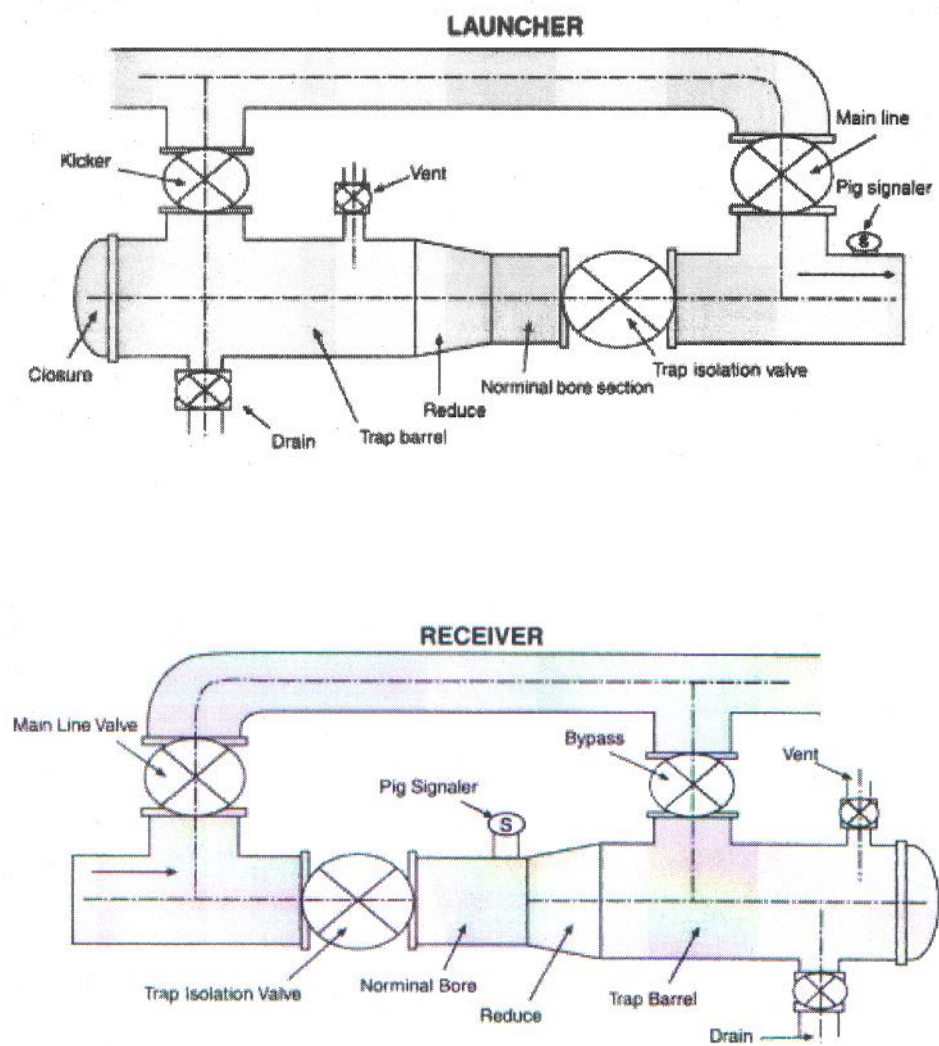 LAUNCHER
Main line
Kicker
Vent
Pig signaler
S
Closure
Trap isolation valve
Norminal bore section
Reduce
Trap barrel
Drain
RECEIVER
Main Line Valve
Bypass
Vent
Pig Signaler
S
Trap Isolation Valve
Norminal Bore
Trap Barrel
Reduce
Drain